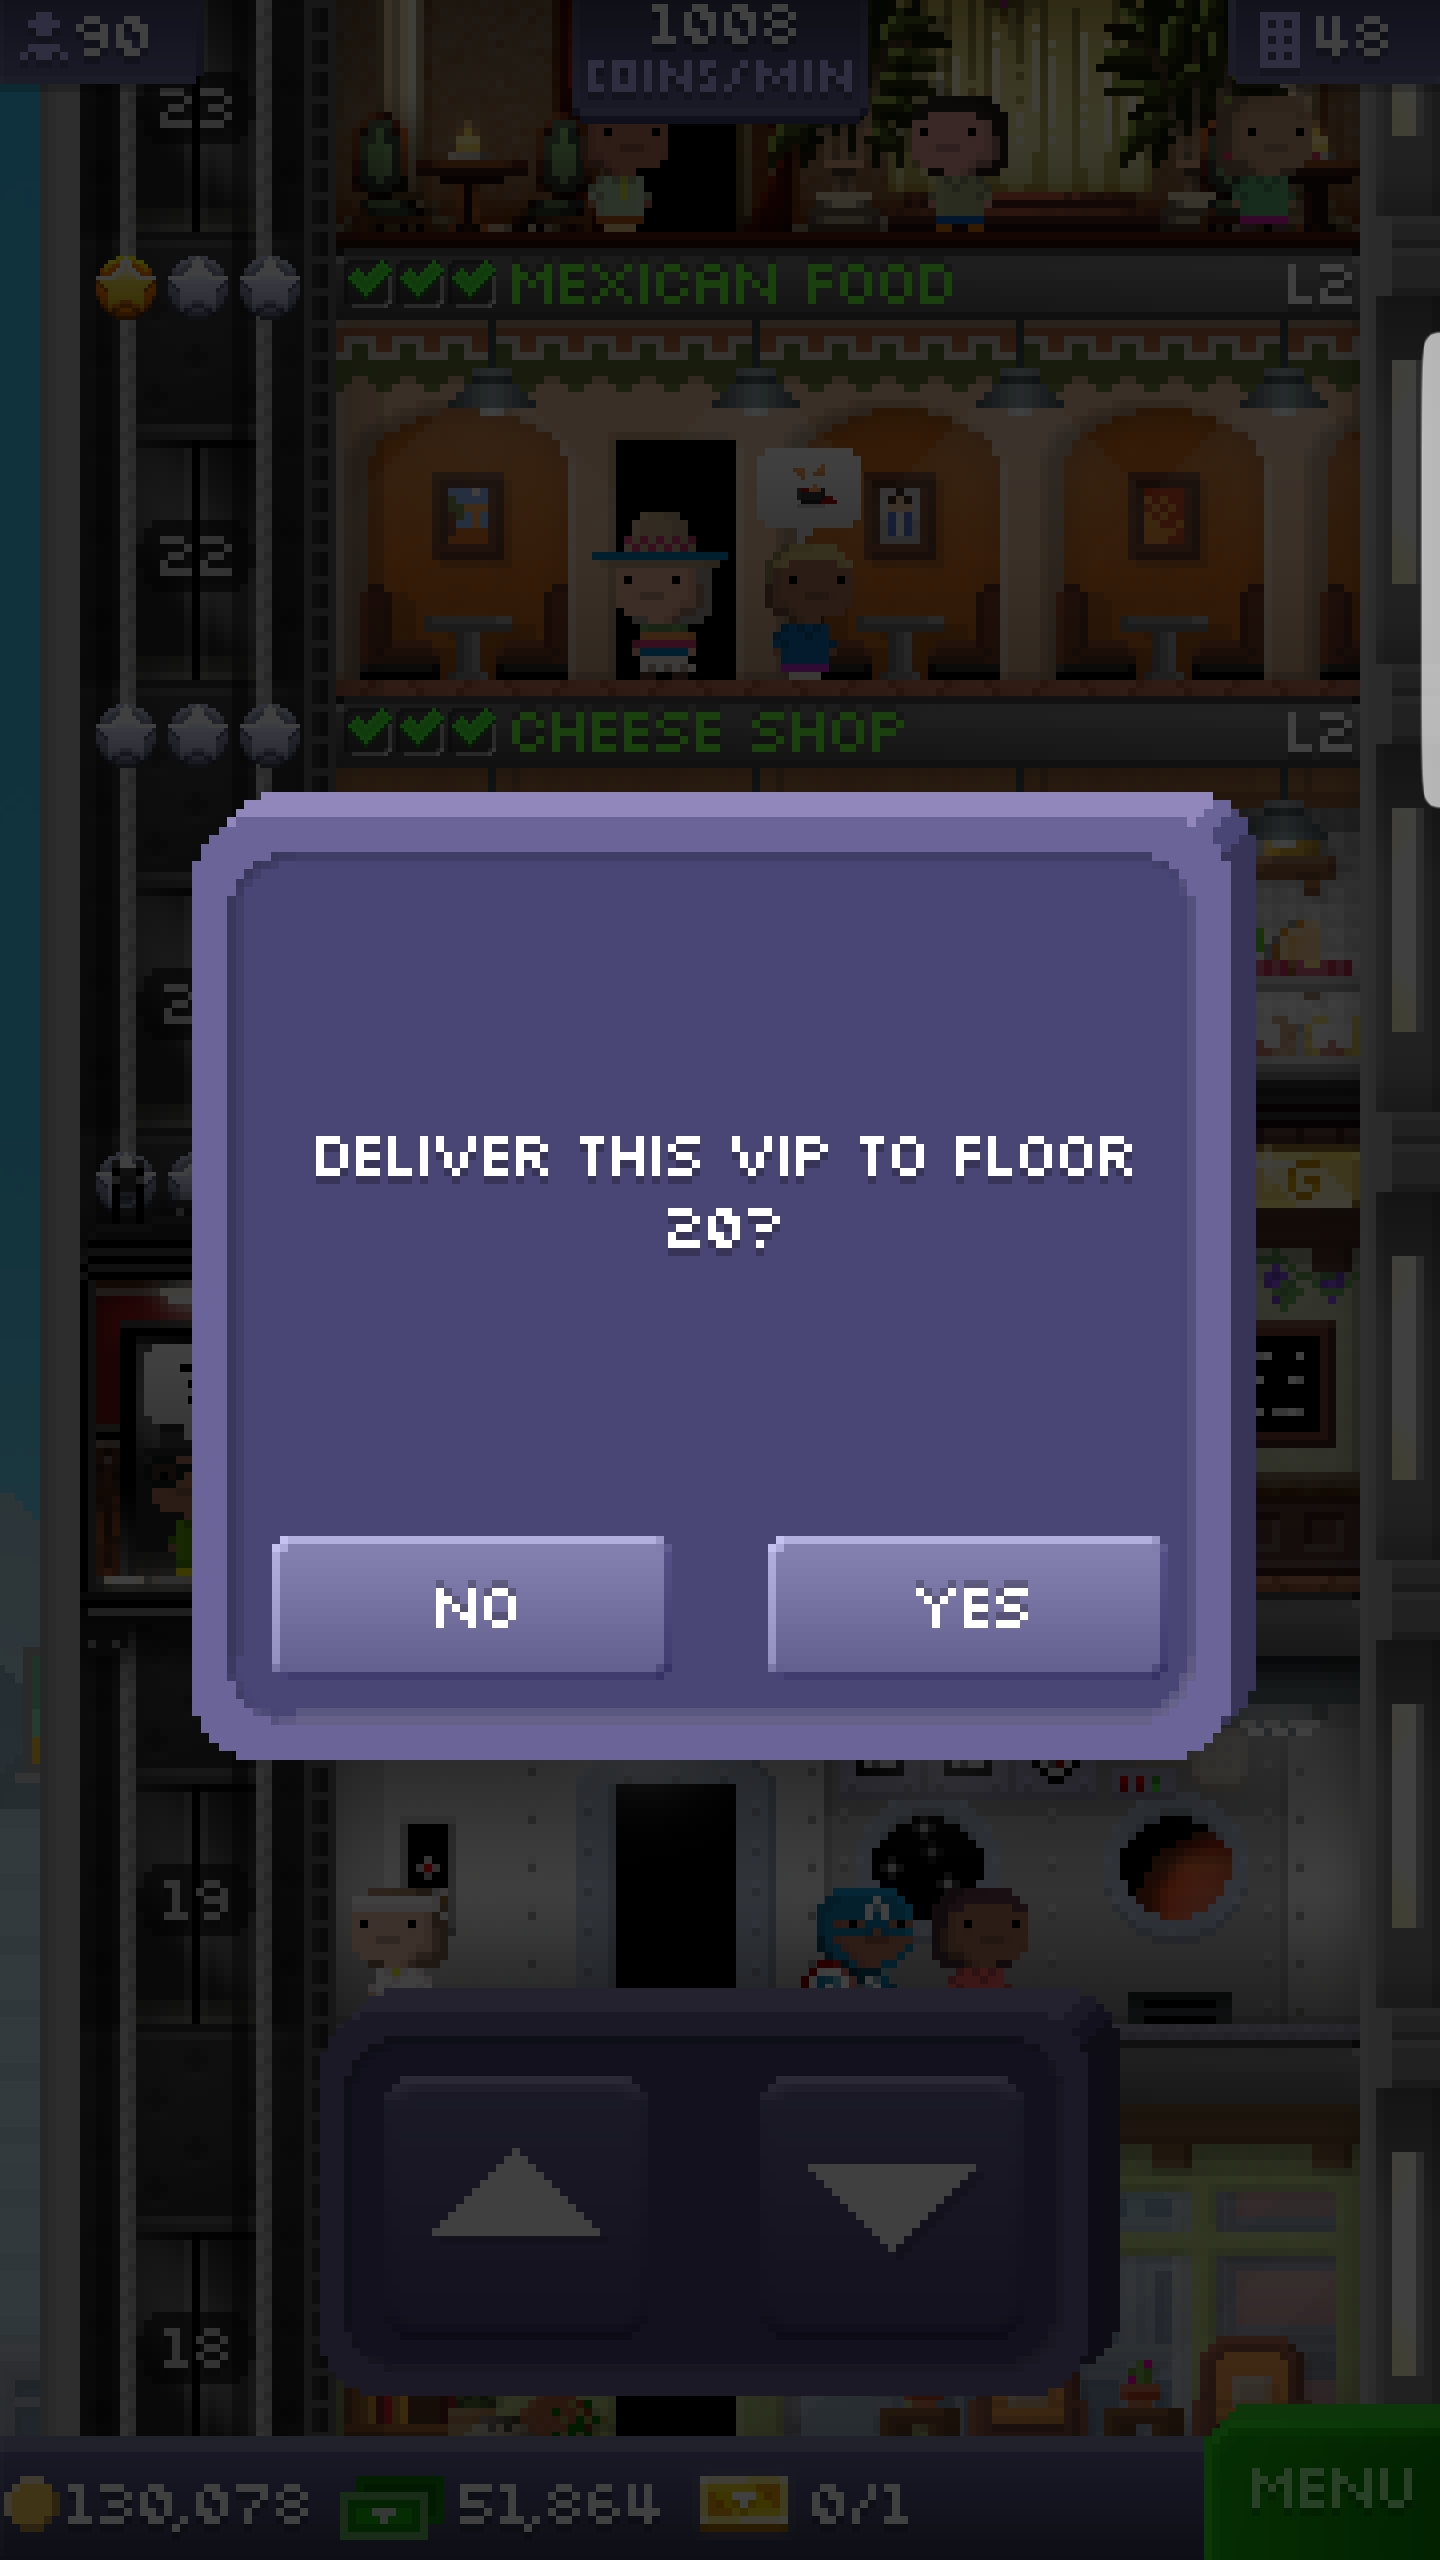 90
1008
COINS/MIN
48
23
MEXICAN FOOD L2
22
CHEESE SHOP L2
DELIVER THIS VIP TO FLOOR
20?
G
NO YES
19
18
130,078 51,864 0/1
MENU